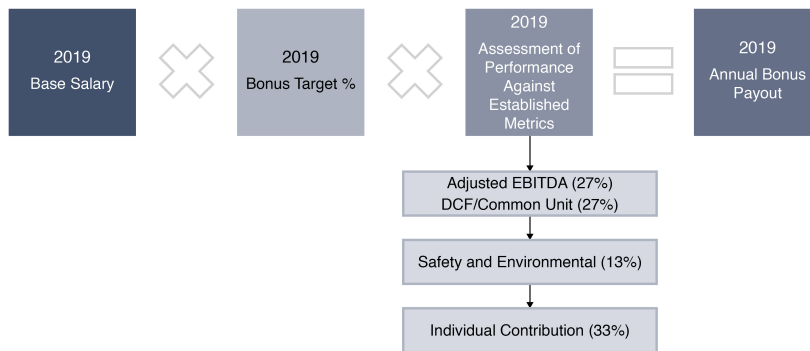 2019
Base Salary
2019
Bonus Target %
2019
Assessment of
Performance
Against
Established
Metrics
2019
Annual Bonus
Payout
Adjusted EBITDA (27%)
DCF/Common Unit (27%)
Safety and Environmental (13%)
Individual Contribution (33%)